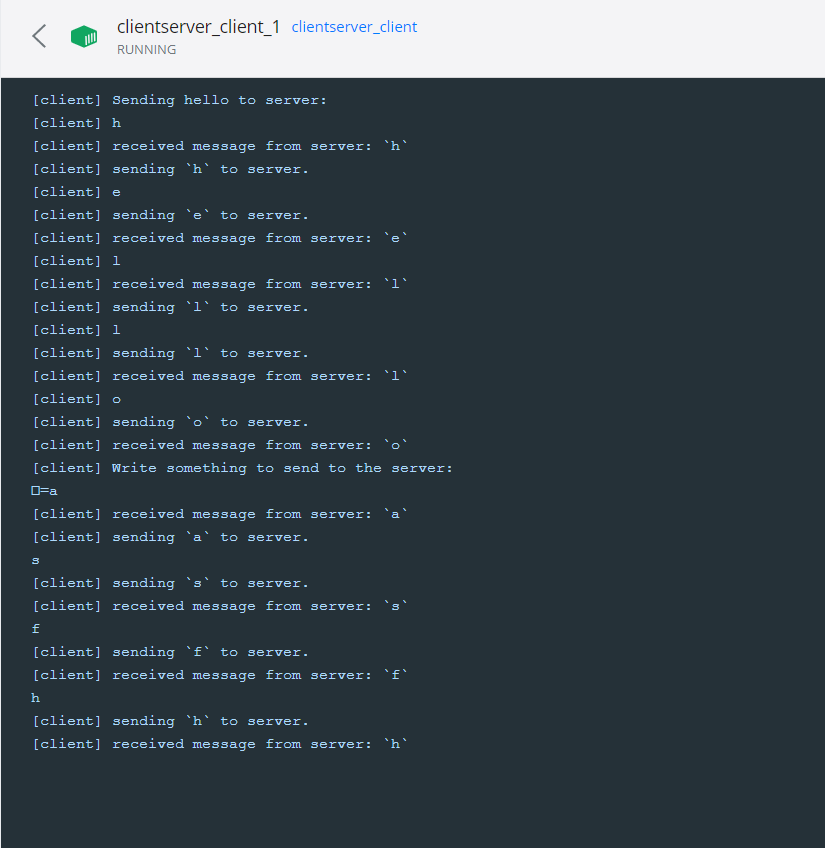 clientserver_client_1 clientserver_client
RUNNING
[client] Sending hello to server:
[client] h
[client] received message from server: `h`
[client] sending `h` to server.
[client] e
[client] sending `e` to server.
[client] received message from server: `e`
[client] l
[client] received message from server: `l`
[client] sending `l` to server.
[client] l
[client] sending `l` to server.
[client] received message from server: `l`
[client] o
[client] sending `o` to server.
[client] received message from server: `o`
[client] Write something to send to the server:
□=a
[client] received message from server: `a`
[client] sending `a` to server.
s
[client] sending `s` to server.
[client] received message from server: `s`
f
[client] sending `f` to server.
[client] received message from server: `f`
h
[client] sending `h` to server.
[client] received message from server: `h`